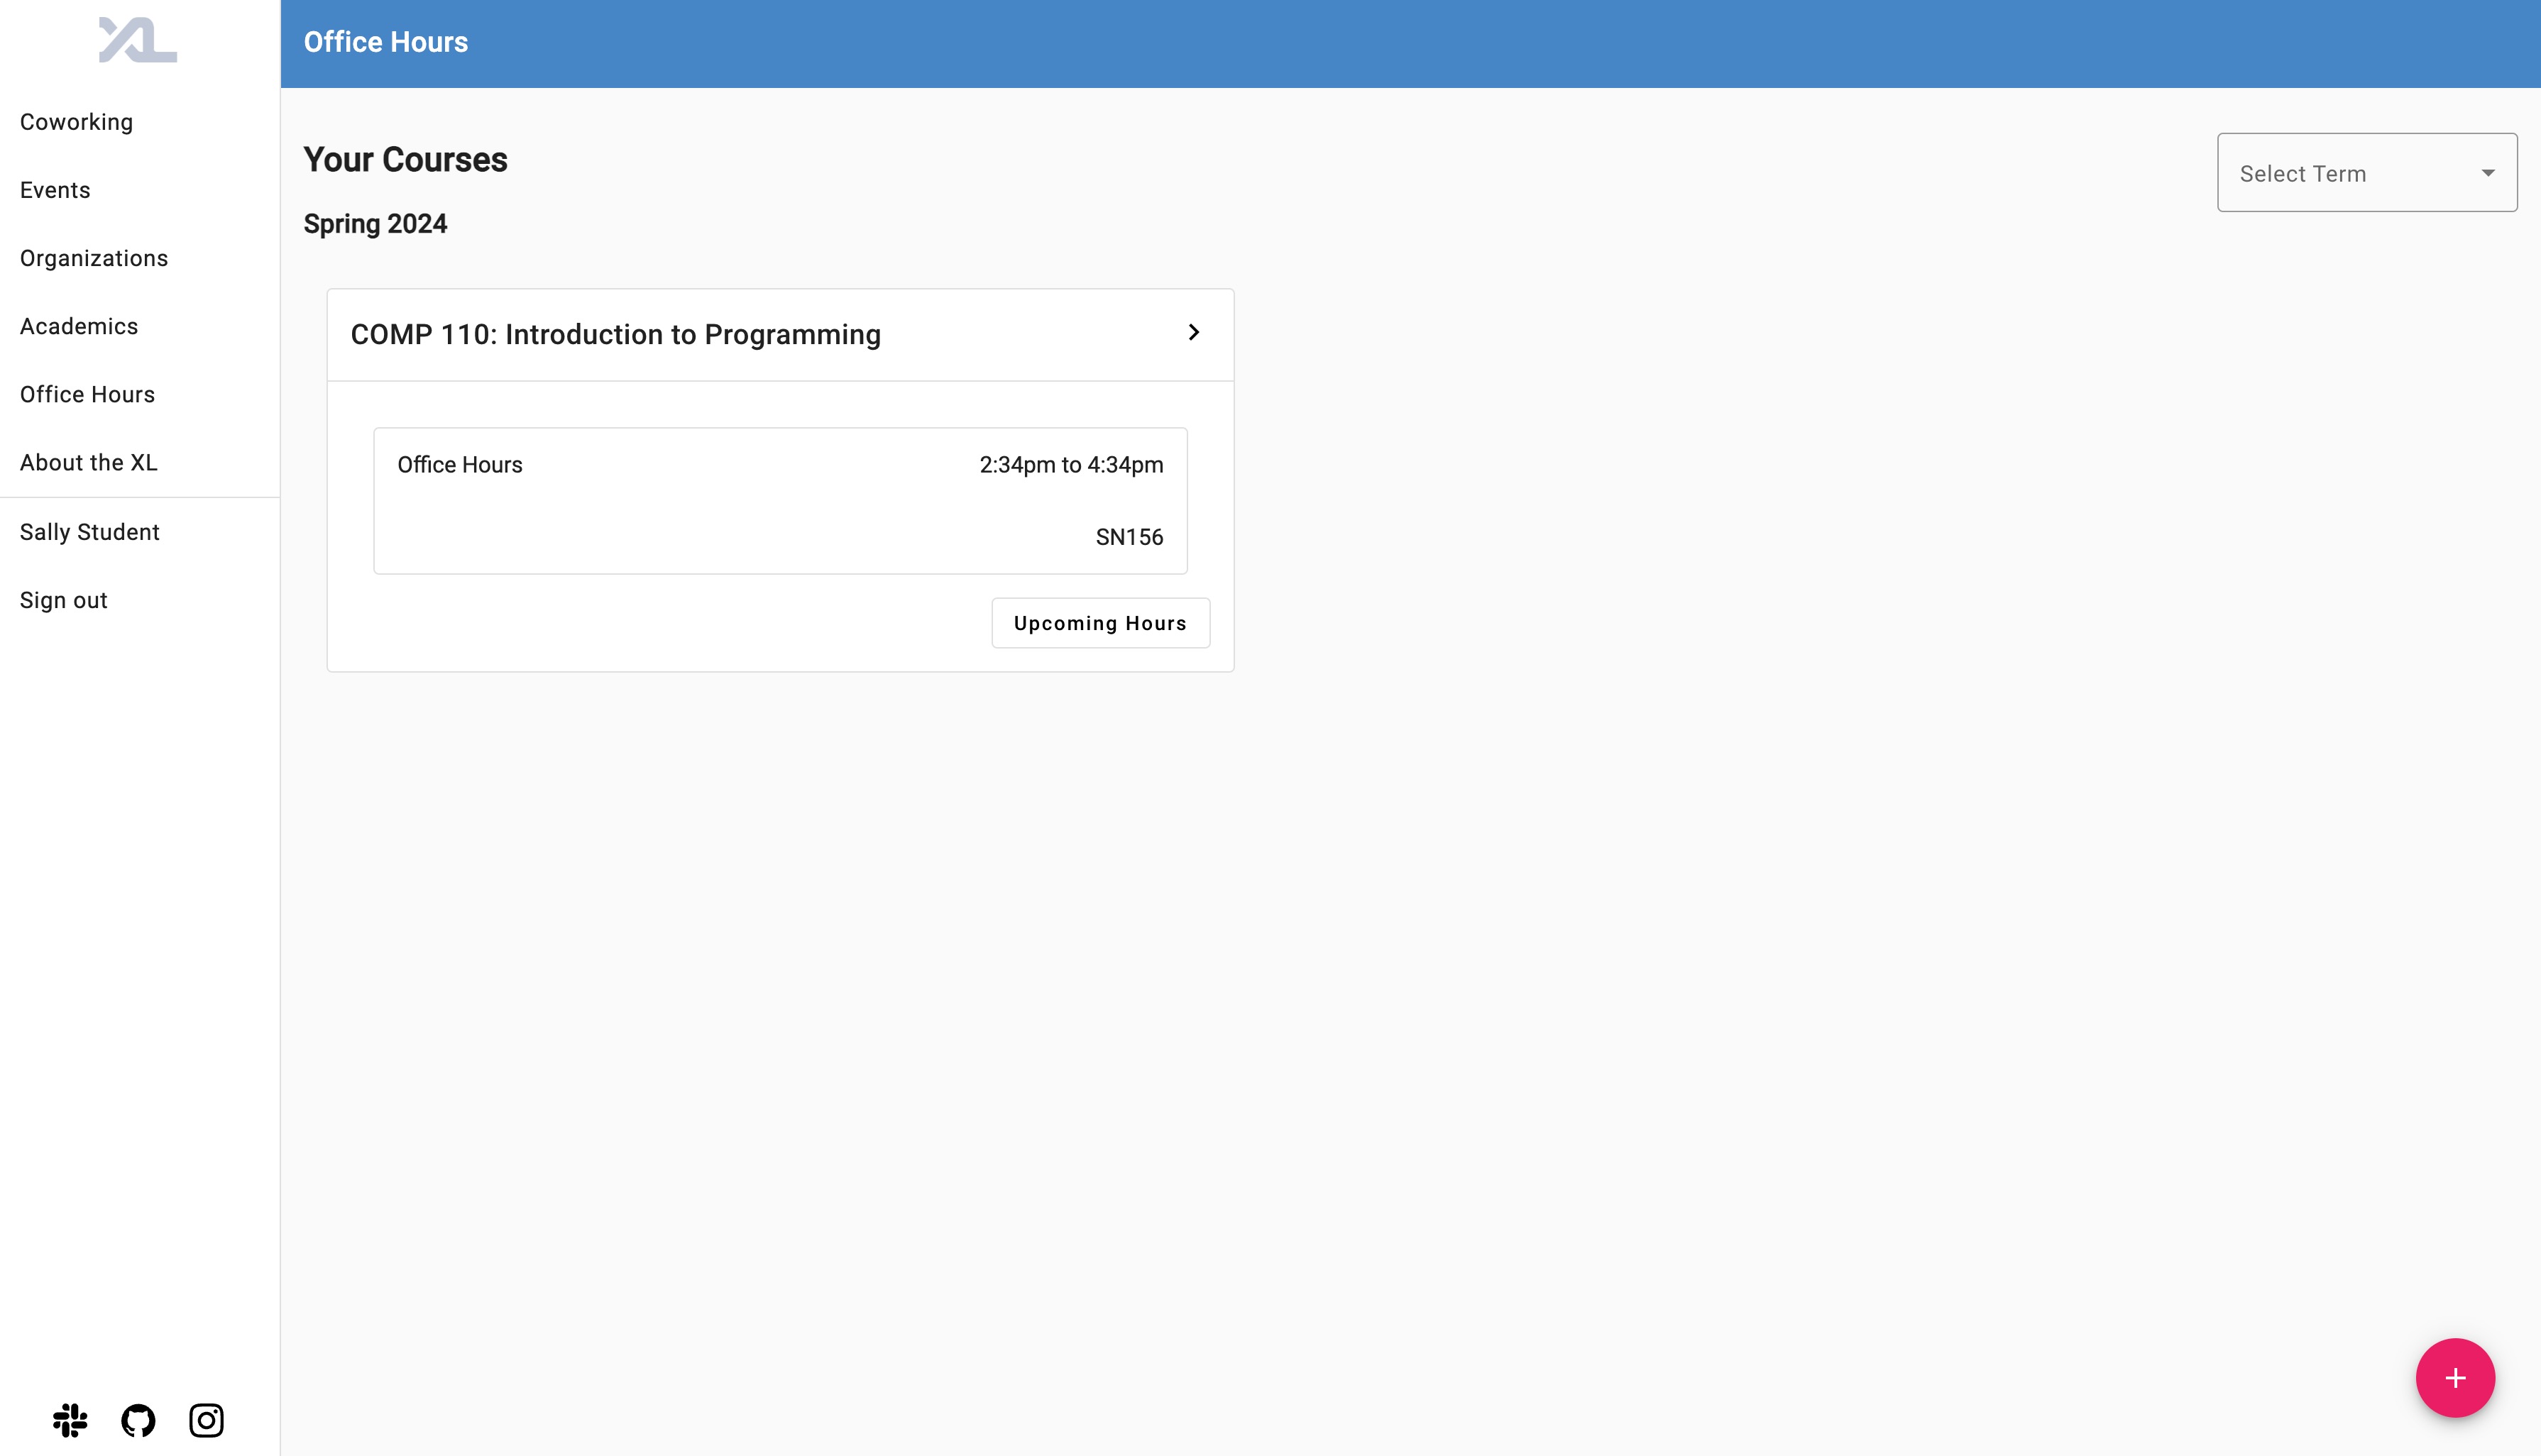 XL
Coworking
Events
Organizations
Academics
Office Hours
About the XL
Sally Student
Sign out
Office Hours
Your Courses
Select Term
Spring 2024
COMP 110: Introduction to Programming
Office Hours 2:34pm to 4:34pm
SN156
Upcoming Hours